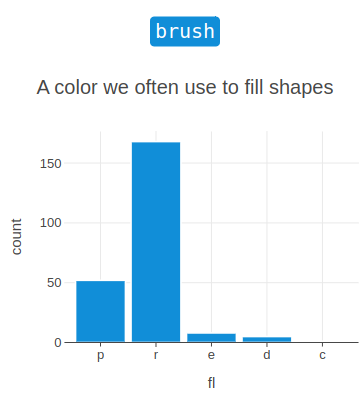 brush
A color we often use to fill shapes
150
100
50
0
count
p r e d c
fl